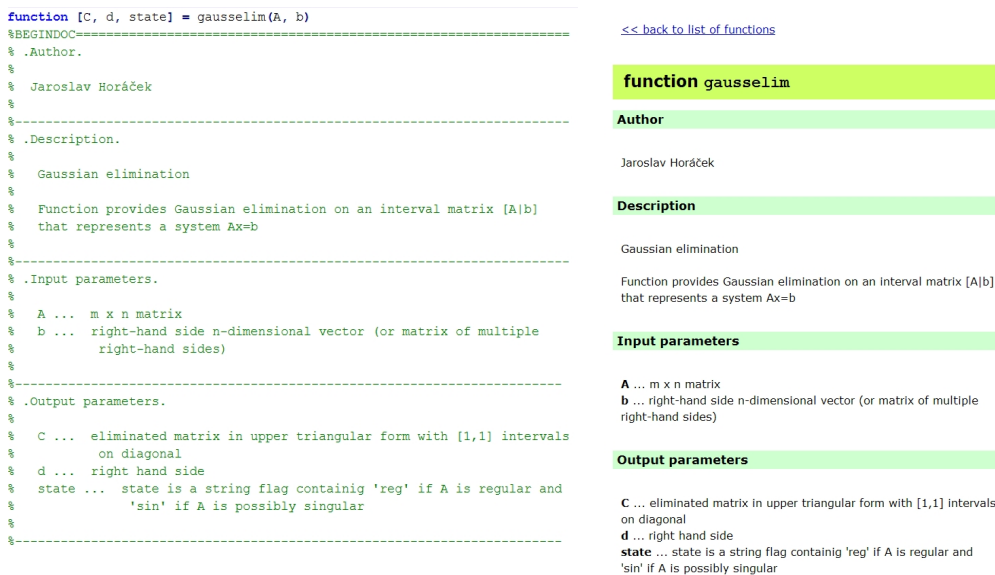 function [C, d, state] = gausselim(A, b)
%BEGINDOC=================================================================
% .Author.
%
%  Jaroslav Horáček
%
%-------------------------------------------------------------------------
% .Description.
%
%   Gaussian elimination
%
%   Function provides Gaussian elimination on an interval matrix [A|b]
%   that represents a system Ax=b
%
%-------------------------------------------------------------------------
% .Input parameters.
%
%   A ...  m x n matrix
%   b ...  right-hand side n-dimensional vector (or matrix of multiple
%           right-hand sides)
%
%------------------------------------------------------------------------
% .Output parameters.
%
%   C ...  eliminated matrix in upper triangular form with [1,1] intervals
%           on diagonal
%   d ...  right hand side
%   state ...  state is a string flag containig 'reg' if A is regular and
%               'sin' if A is possibly singular
%
%------------------------------------------------------------------------
<< back to list of functions
function gausselim
Author
Jaroslav Horáček
Description
Gaussian elimination
Function provides Gaussian elimination on an interval matrix [A|b]
that represents a system Ax=b
Input parameters
A ... m x n matrix
b ... right-hand side n-dimensional vector (or matrix of multiple
right-hand sides)
Output parameters
C ... eliminated matrix in upper triangular form with [1,1] intervals
on diagonal
d ... right hand side
state ... state is a string flag containig 'reg' if A is regular and
'sin' if A is possibly singular